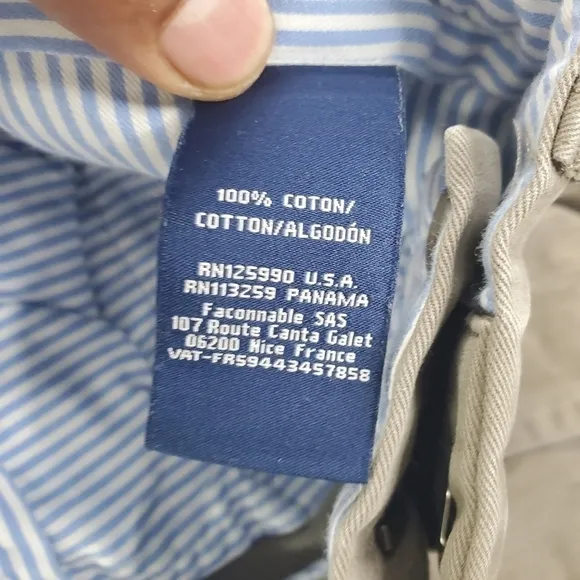 100% COTON/
COTTON/ALGODÓN
RN125990 U.S.A.
RN113259 PANAMA
Faconnable SAS
107 Route Canta Galet
06200 Nice France
VAT-FR59443457858